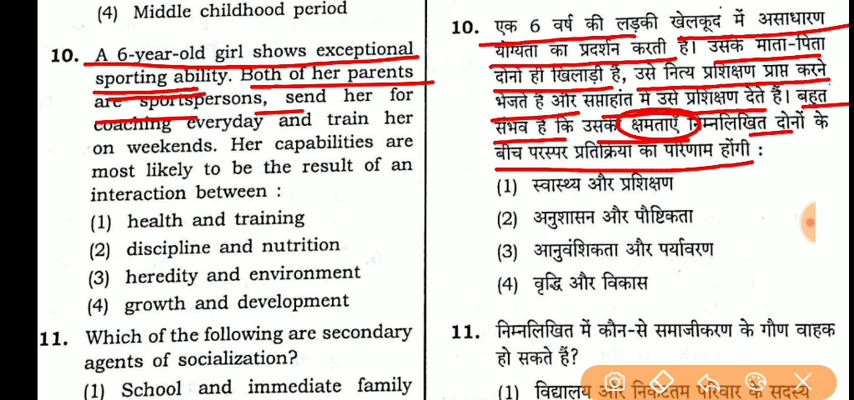 (4) Middle childhood period
10. A 6-year-old girl shows exceptional
sporting ability. Both of her parents
are sportspersons, send her for
coaching everyday and train her
on weekends. Her capabilities are
most likely to be the result of an
interaction between :
(1) health and training
(2) discipline and nutrition
(3) heredity and environment
(4) growth and development
11. Which of the following are secondary
agents of socialization?
(1) School and immediate family
10. एक 6 वर्ष की लड़की खेलकूद में असाधारण
योग्यता का प्रदर्शन करती है। उसके माता-पिता
दोनों ही खिलाड़ी है, उसे नित्य प्रशिक्षण प्राप्त करने
भेजते है और सप्ताहांत में उसे प्रशिक्षण देते हैं। बहुत
संभव है कि उसकी क्षमताएँ निम्नलिखित दोनों के
बीच परस्पर प्रतिक्रिया का परिणाम होंगी :
(1) स्वास्थ्य और प्रशिक्षण
(2) अनुशासन और पौष्टिकता
(3) आनुवंशिकता और पर्यावरण
(4) वृद्धि और विकास
11. निम्नलिखित में कौन-से समाजीकरण के गौण वाहक
हो सकते हैं?
(1) विद्यालय और निकटतम परिवार के सदस्य